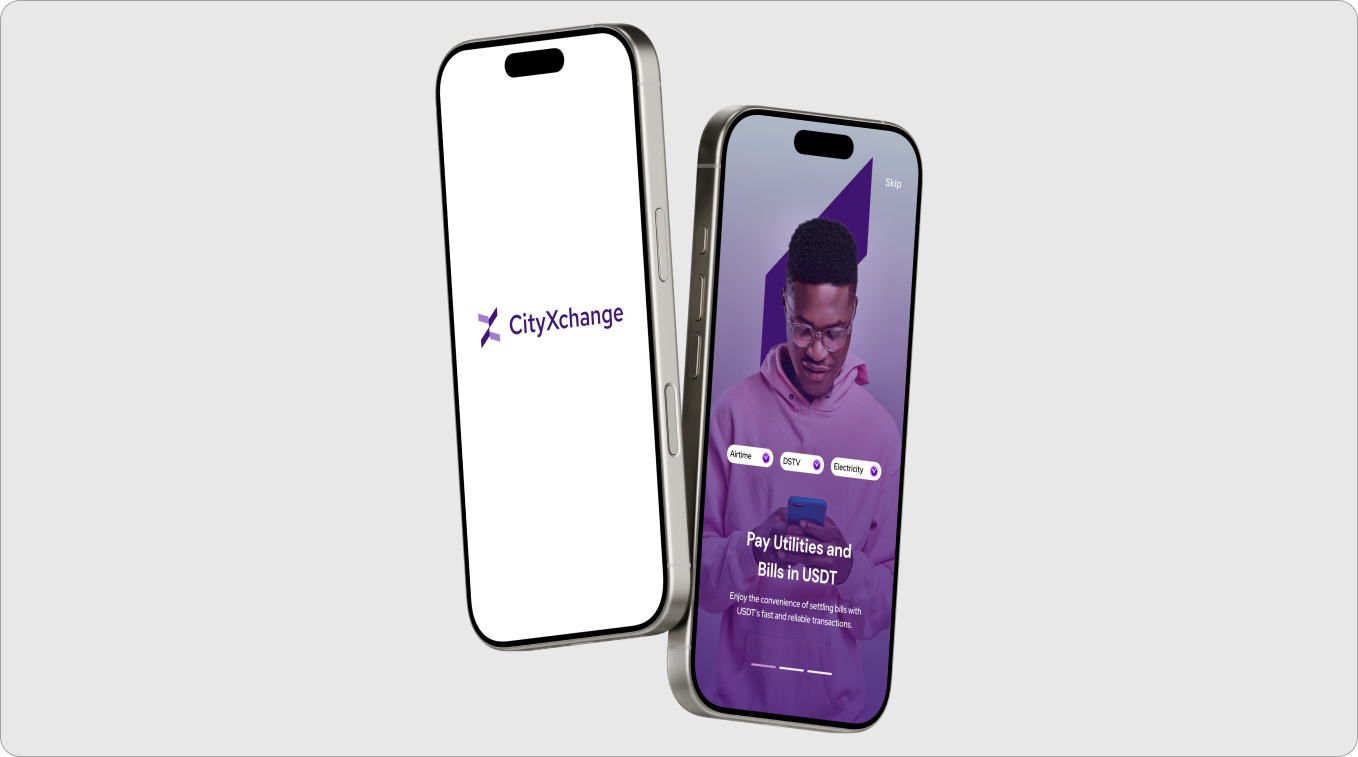 CityXchange
Skip
Airtime
DSTV
Electricity
Pay Utilities and
Bills in USDT
Enjoy the convenience of settling bills with
USDT's fast and reliable transactions.